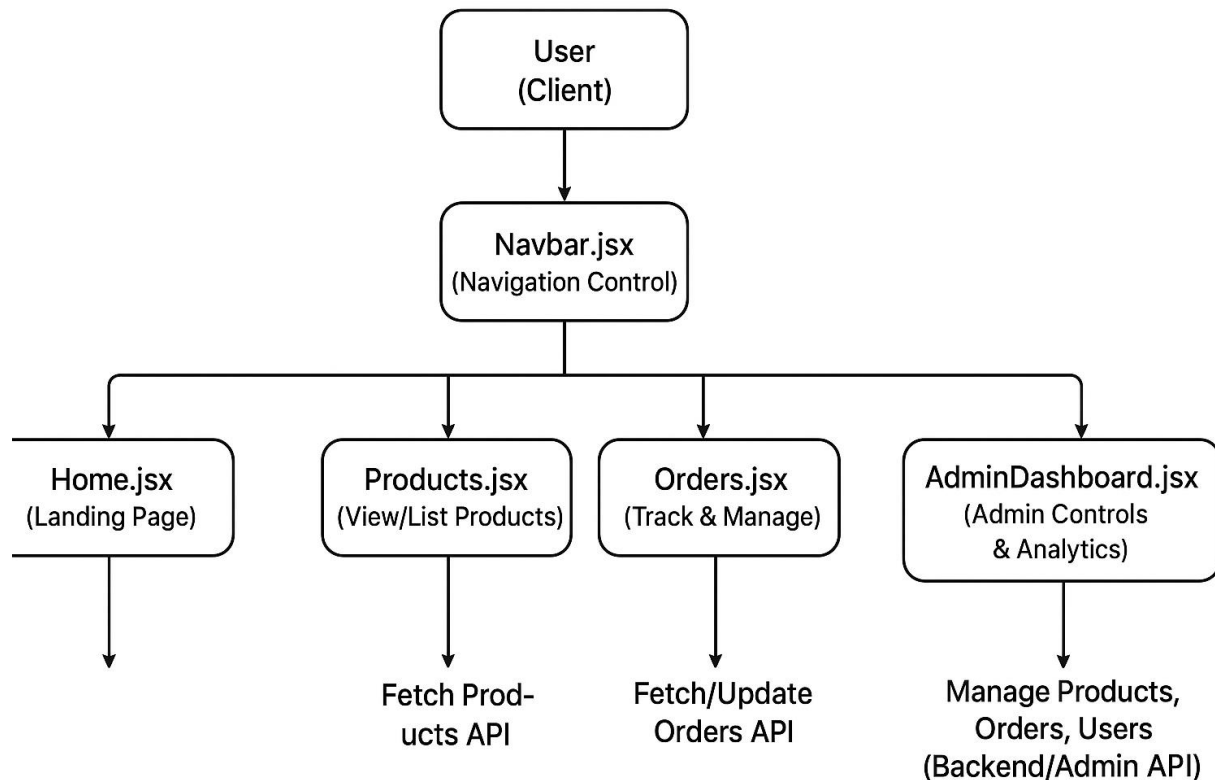 User
(Client)
Navbar.jsx
(Navigation Control)
Home.jsx
(Landing Page)
Products.jsx
(View/List Products)
Orders.jsx
(Track & Manage)
AdminDashboard.jsx
(Admin Controls
& Analytics)
Fetch Prod-
ucts API
Fetch/Update
Orders API
Manage Products,
Orders, Users
(Backend/Admin API)